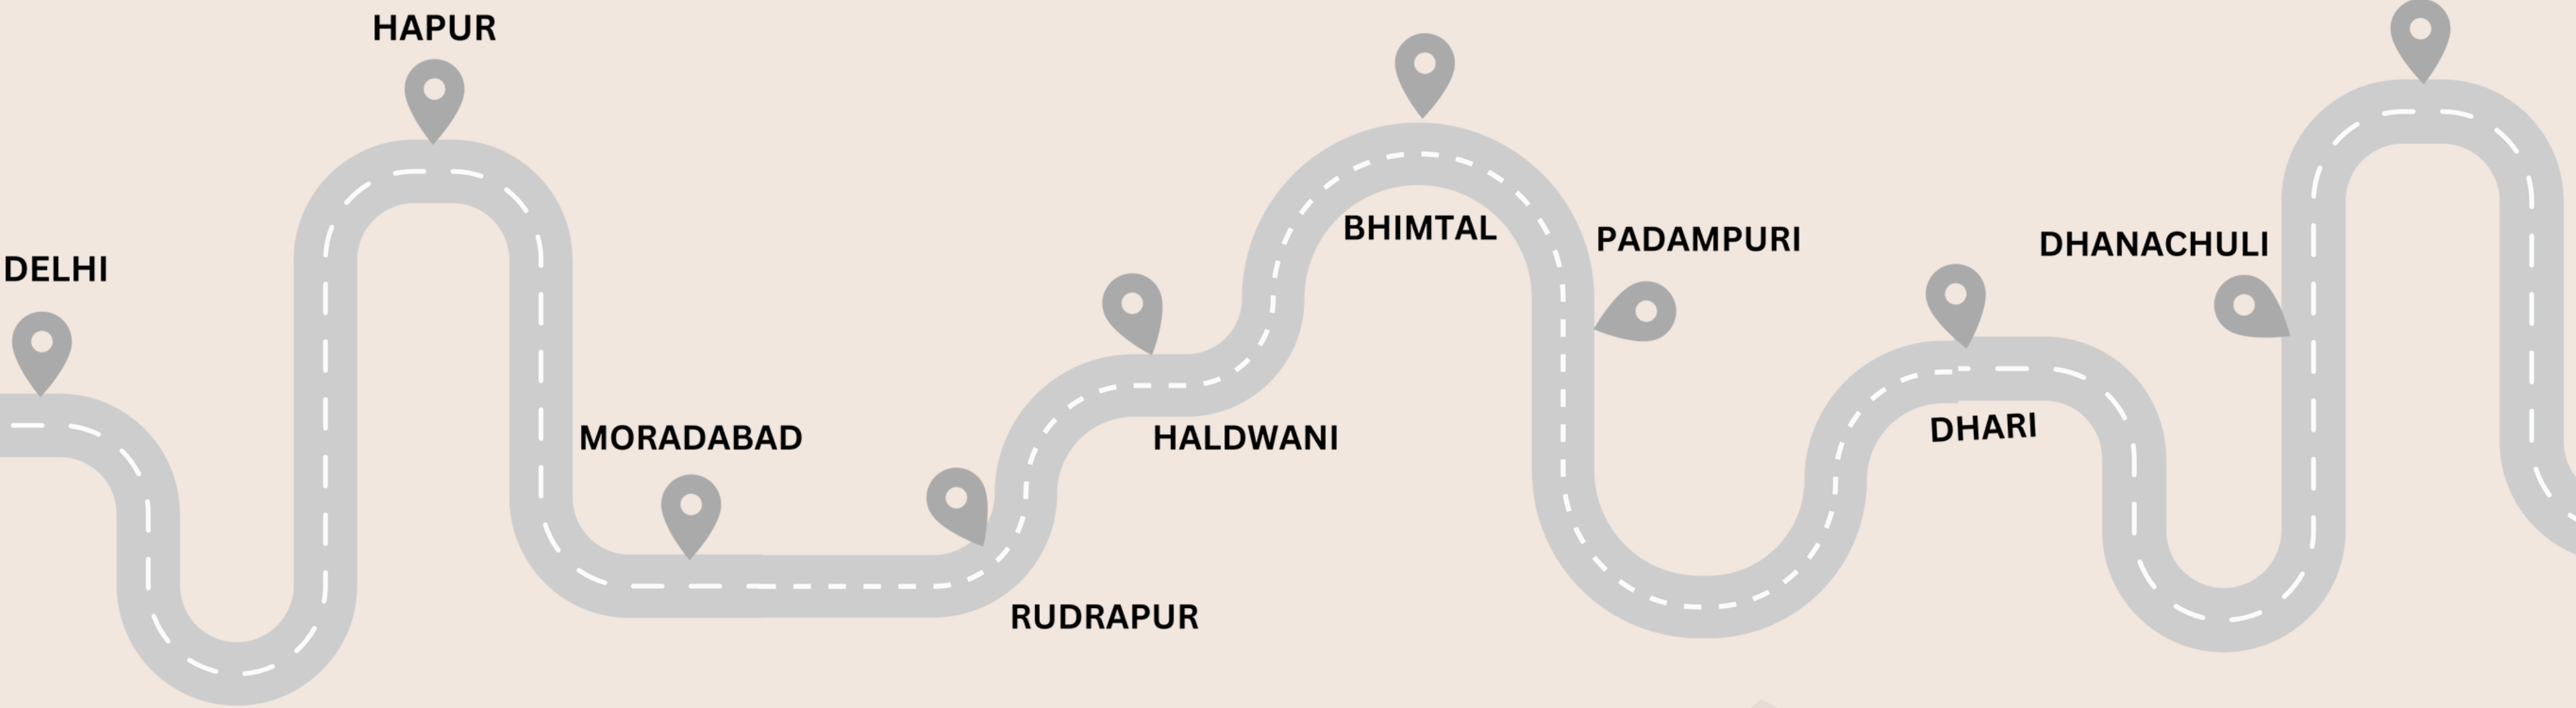 DELHI
HAPUR
MORADABAD
RUDRAPUR
HALDWANI
BHIMTAL
PADAMPURI
DHARI
DHANACHULI